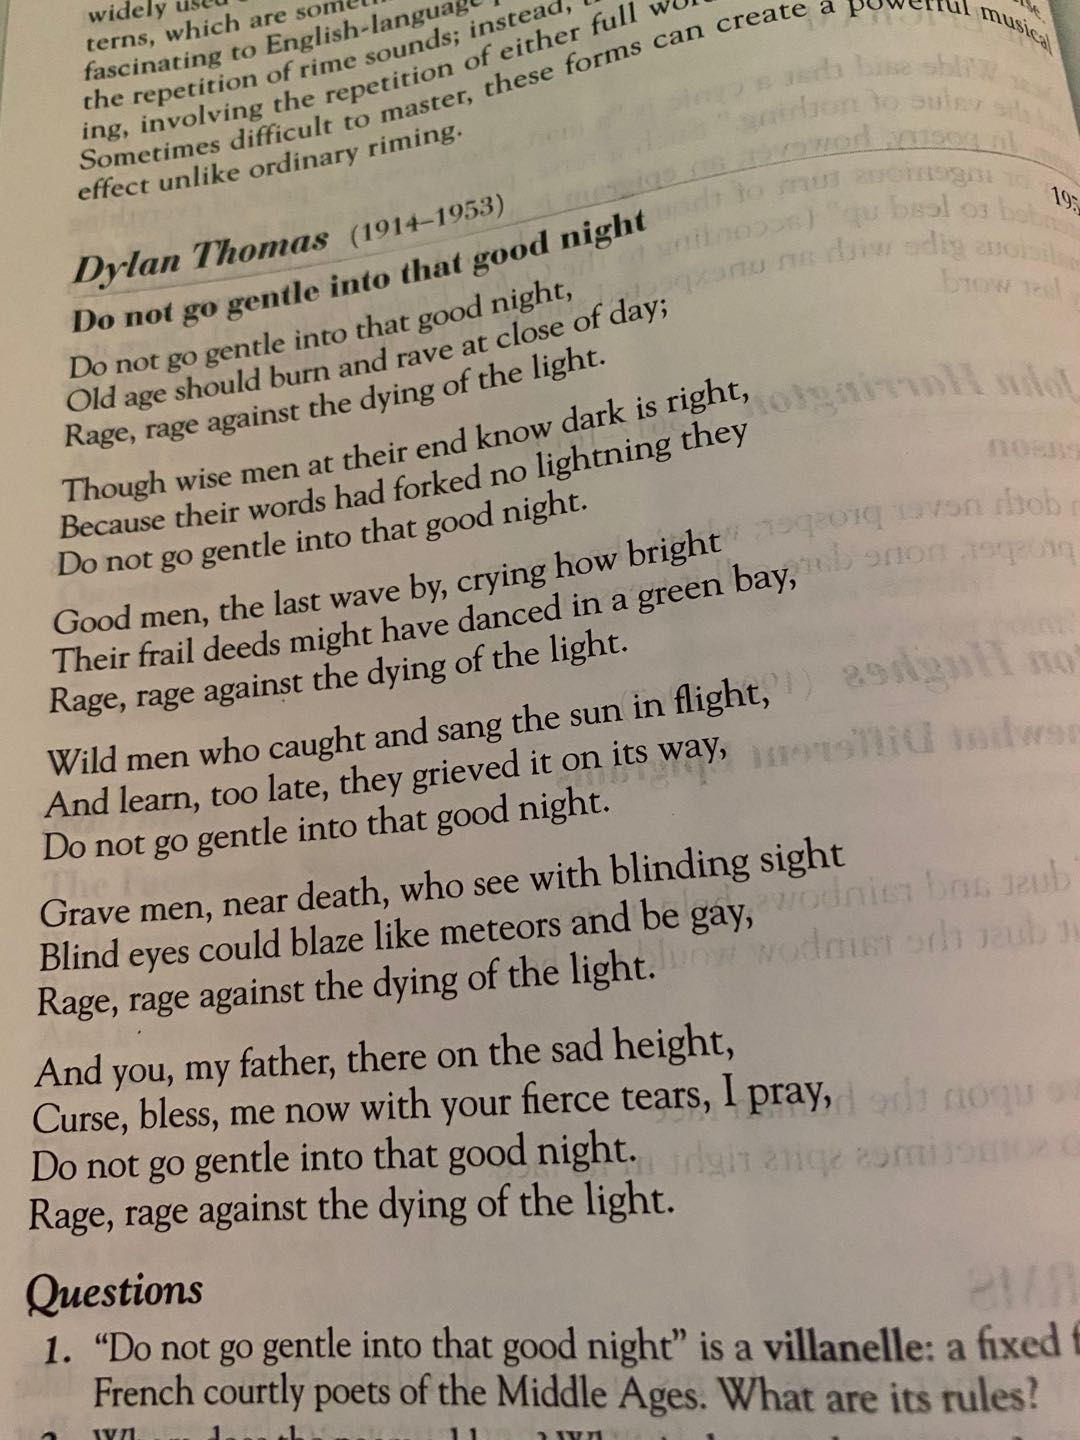 widely used
terns, which are
fascinating to English-language
the repetition of rime sounds; instead,
ing, involving the repetition of either full
Sometimes difficult to master, these forms can create a powerful musical
effect unlike ordinary riming.
Dylan Thomas (1914–1953)
Do not go gentle into that good night
Do not go gentle into that good night,
Old age should burn and rave at close of day;
Rage, rage against the dying of the light.
Though wise men at their end know dark is right,
Because their words had forked no lightning they
Do not go gentle into that good night.
Good men, the last wave by, crying how bright
Their frail deeds might have danced in a green bay,
Rage, rage against the dying of the light.
Wild men who caught and sang the sun in flight,
And learn, too late, they grieved it on its way,
Do not go gentle into that good night.
Grave men, near death, who see with blinding sight
Blind eyes could blaze like meteors and be gay,
Rage, rage against the dying of the light.
And you, my father, there on the sad height,
Curse, bless, me now with your fierce tears, I pray,
Do not go gentle into that good night.
Rage, rage against the dying of the light.
Questions
1. “Do not go gentle into that good night” is a villanelle: a fixed
French courtly poets of the Middle Ages. What are its rules?